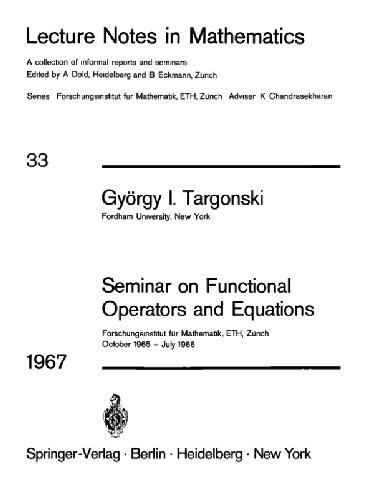 Lecture Notes in Mathematics
A collection of informal reports and seminars
Edited by A Dold, Heidelberg and B Eckmann, Zürich
Series Forschungsinstitut für Mathematik, ETH, Zürich Adviser K Chandrasekharan
33
György I. Targonski
Fordham University, New York
Seminar on Functional
Operators and Equations
Forschungsinstitut für Mathematik, ETH, Zürich
October 1965 – July 1966
1967
Springer-Verlag · Berlin · Heidelberg · New York